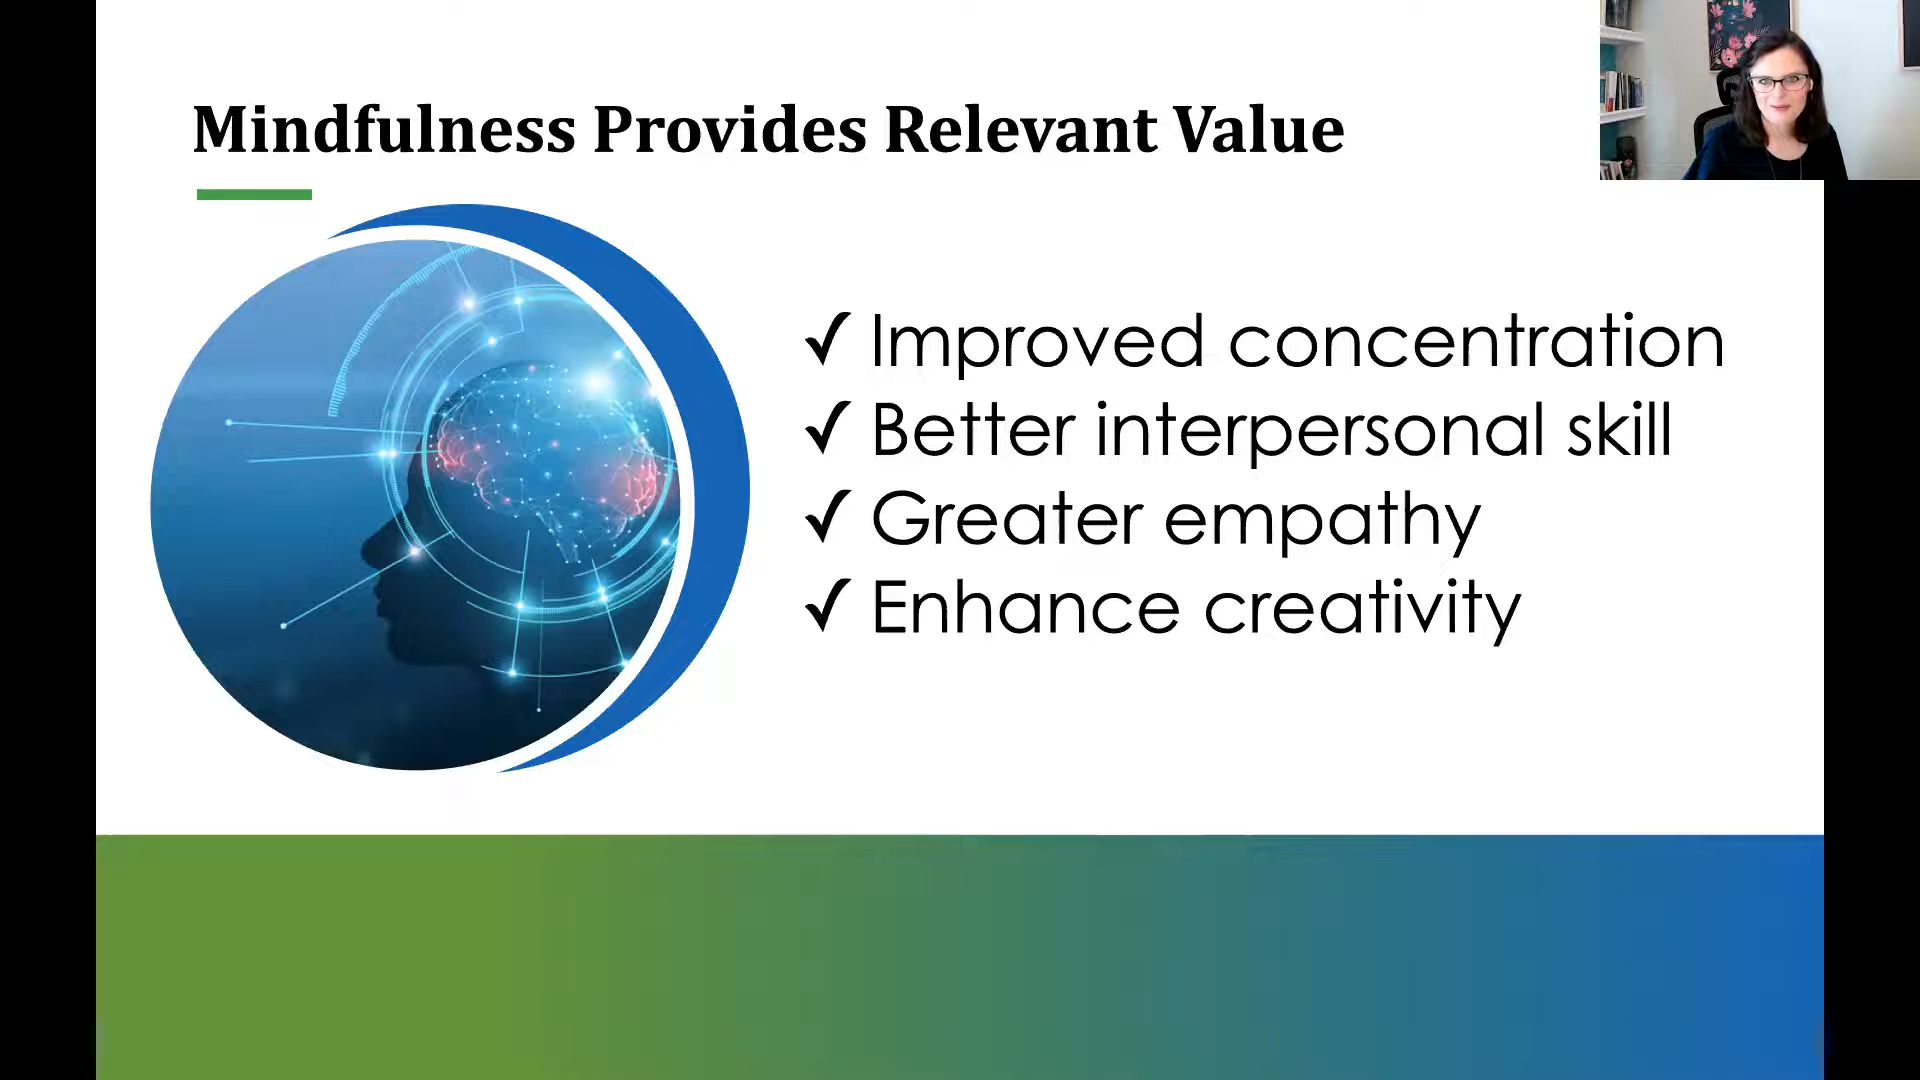 Mindfulness Provides Relevant Value
✓ Improved concentration
✓ Better interpersonal skill
✓ Greater empathy
✓ Enhance creativity